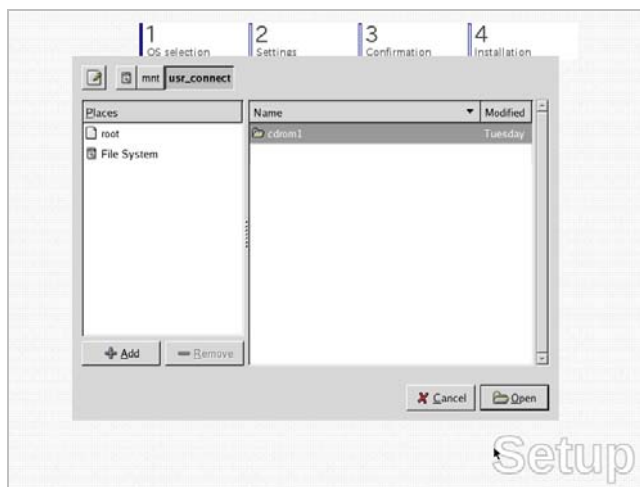 1 2 3 4
OS selection Settings Confirmation Installation
mnt usr_connect
Places Name Modified
root cdrom1 Tuesday
File System
Add Remove
Cancel Open
Setup